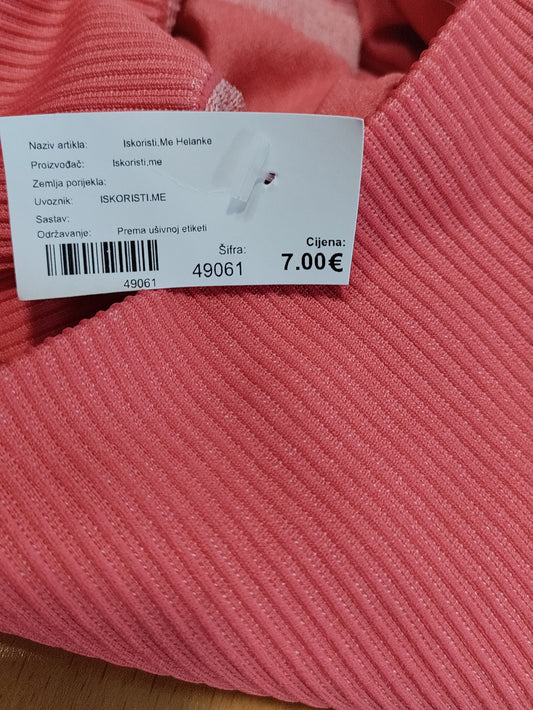 Naziv artikla: Iskoristi.Me Helanke
Proizvođač: Iskoristi,me
Zemlja porijekla:
Uvoznik: ISKORISTI.ME
Sastav:
Održavanje: Prema ušivnoj etiketi
49061
Šifra:
49061
Cijena:
7.00€